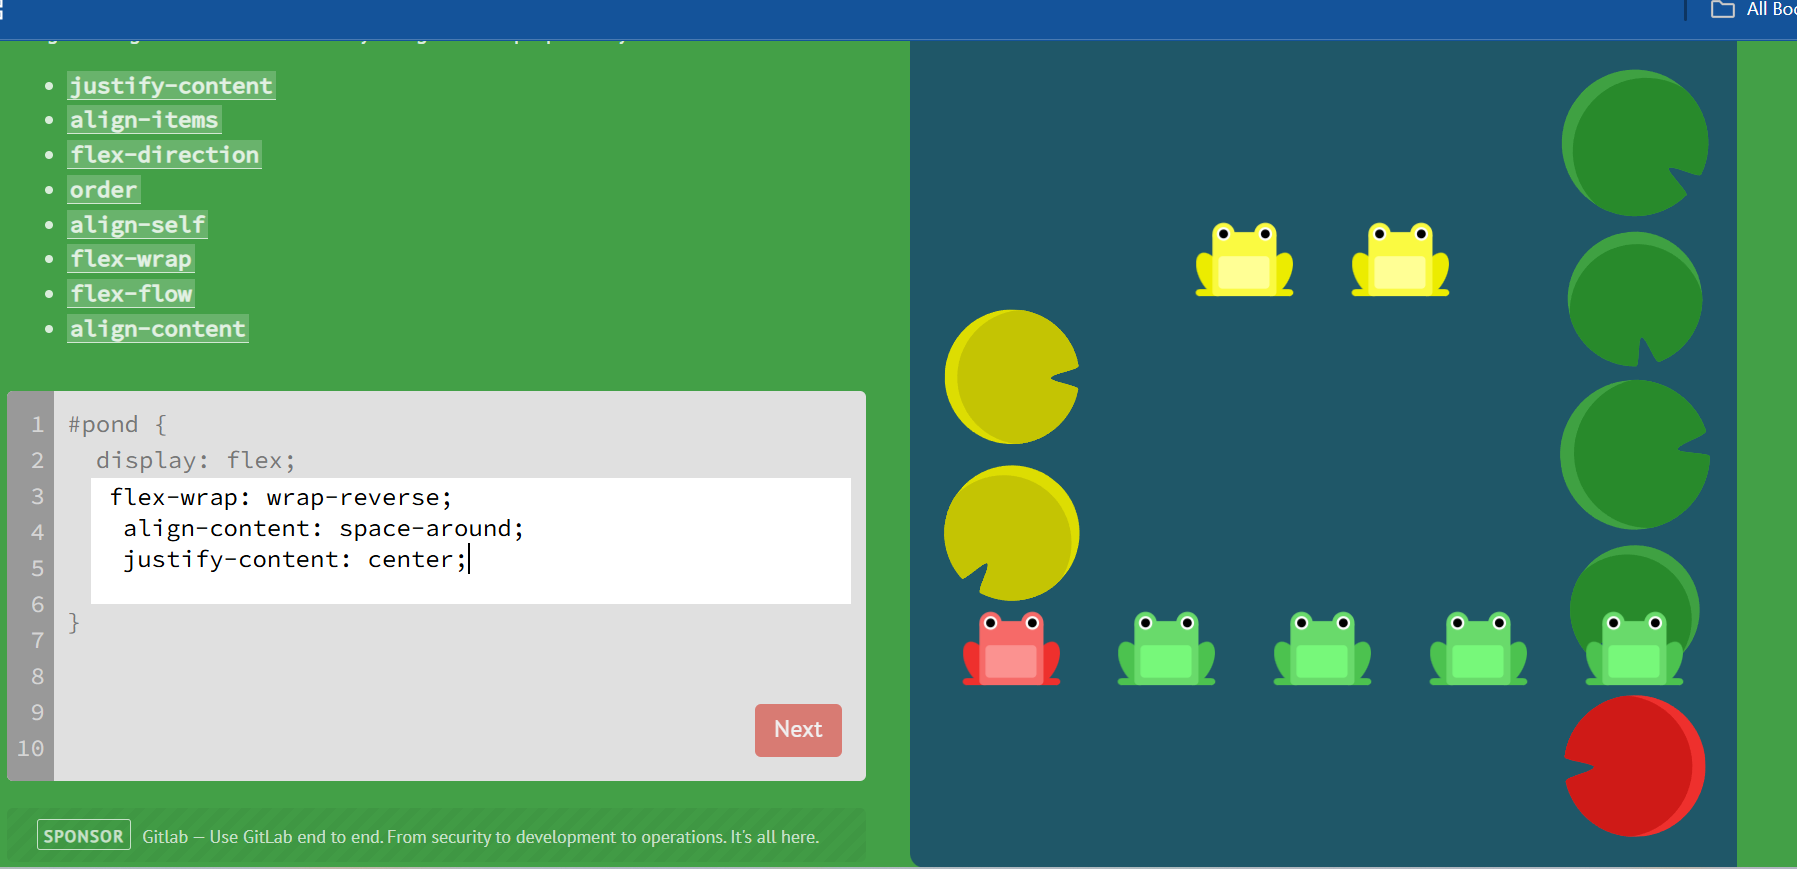 All Boo
justify-content
align-items
flex-direction
order
align-self
flex-wrap
flex-flow
align-content
1 #pond {
2 display: flex;
3 flex-wrap: wrap-reverse;
4 align-content: space-around;
5 justify-content: center;
6 }
7
8
9
10
Next
SPONSOR Gitlab – Use GitLab end to end. From security to development to operations. It's all here.